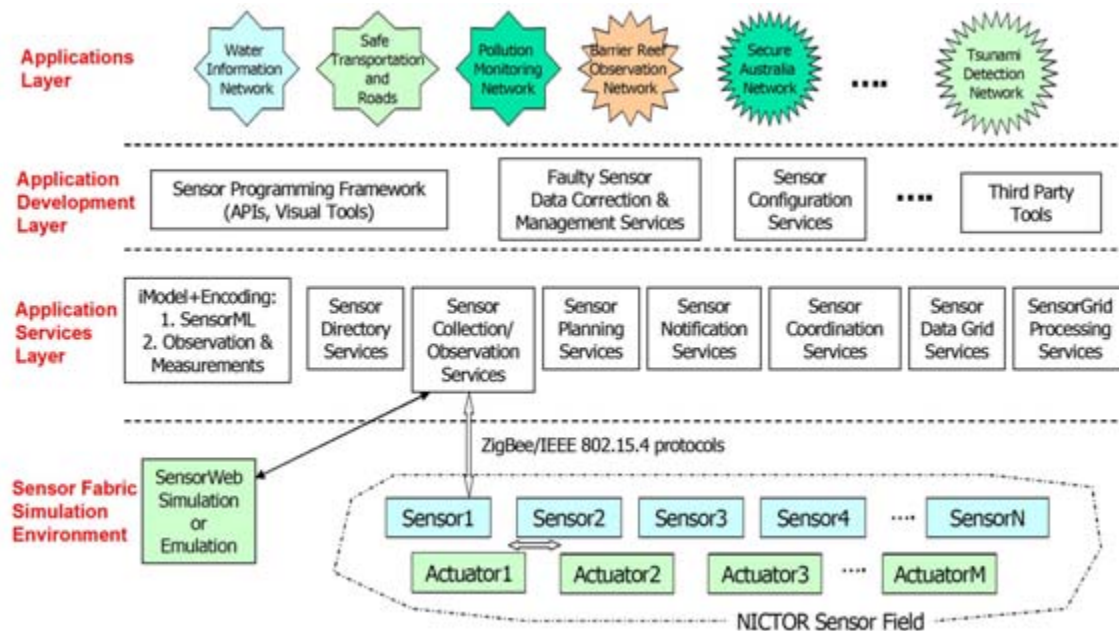 Applications
Layer
Water
Information
Network
Safe
Transportation
and
Roads
Pollution
Monitoring
Network
Barrier Reef
Observation
Network
Secure
Australia
Network
....
Tsunami
Detection
Network
Application
Development
Layer
Sensor Programming Framework
(APIs, Visual Tools)
Faulty Sensor
Data Correction &
Management Services
Sensor
Configuration
Services
....
Third Party
Tools
Application
Services
Layer
iModel+Encoding:
1. SensorML
2. Observation &
Measurements
Sensor
Directory
Services
Sensor
Collection/
Observation
Services
Sensor
Planning
Services
Sensor
Notification
Services
Sensor
Coordination
Services
Sensor
Data Grid
Services
SensorGrid
Processing
Services
ZigBee/IEEE 802.15.4 protocols
Sensor Fabric
Simulation
Environment
SensorWeb
Simulation
or
Emulation
Sensor1
Sensor2
Sensor3
Sensor4
....
SensorN
Actuator1
Actuator2
Actuator3
....
ActuatorM
NICTOR Sensor Field